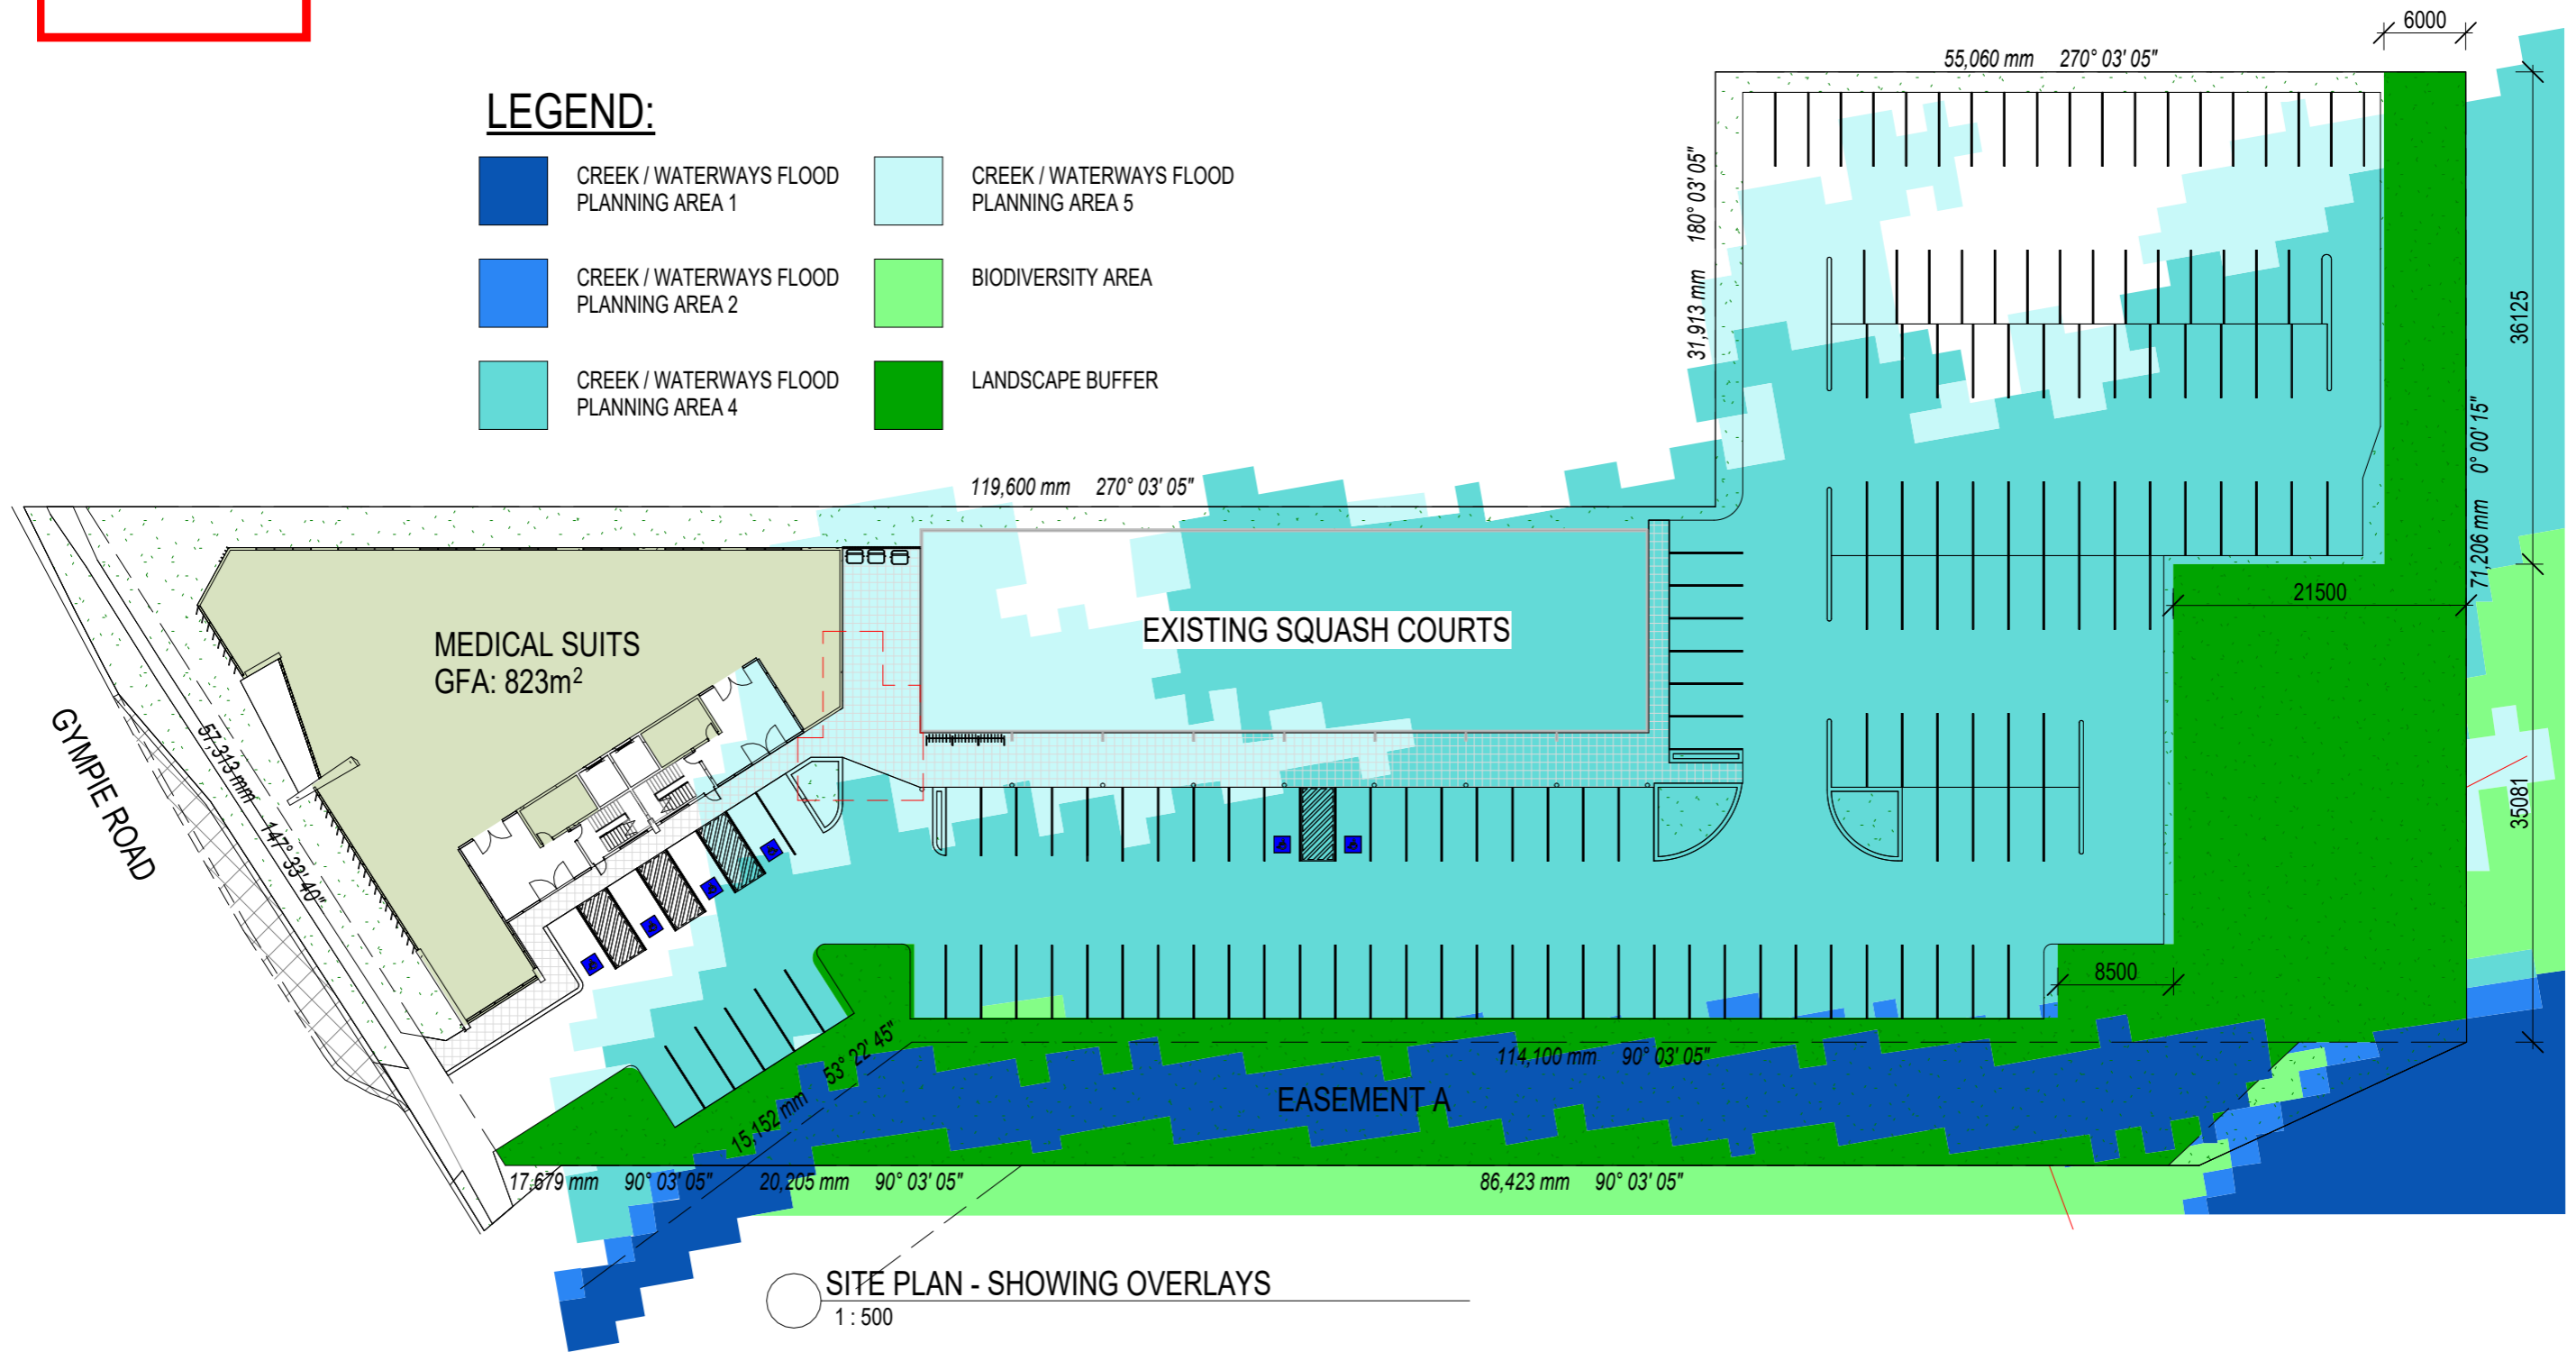 6000
55,060 mm 270° 03' 05"
LEGEND:
CREEK / WATERWAYS FLOOD
PLANNING AREA 1
CREEK / WATERWAYS FLOOD
PLANNING AREA 5
CREEK / WATERWAYS FLOOD
PLANNING AREA 2
BIODIVERSITY AREA
CREEK / WATERWAYS FLOOD
PLANNING AREA 4
LANDSCAPE BUFFER
31,913 mm 180° 03' 05"
36125
71,206 mm 0° 00' 15"
119,600 mm 270° 03' 05"
21500
EXISTING SQUASH COURTS
MEDICAL SUITS
GFA: 823m²
GYMPIE ROAD
57,313 mm 147° 33' 40"
35081
8500
15,152 mm 53° 22' 45"
114,100 mm 90° 03' 05"
EASEMENT A
17,679 mm 90° 03' 05"
20,205 mm 90° 03' 05"
86,423 mm 90° 03' 05"
SITE PLAN - SHOWING OVERLAYS
1 : 500